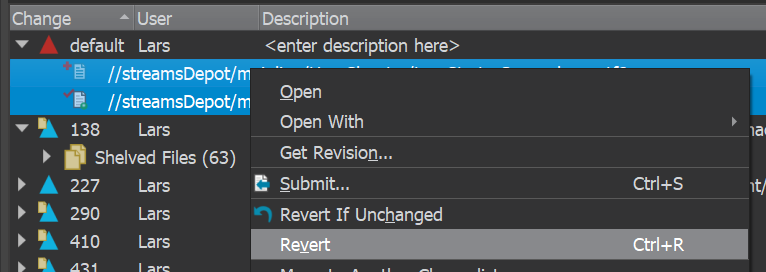 Change User Description
default Lars <enter description here>
//streamsDepot/m
Open
//streamsDepot/m
138 Lars
Open With
Shelved Files (63)
Get Revision...
227 Lars
Submit... Ctrl+S
290 Lars
Revert If Unchanged
410 Lars
Revert Ctrl+R
431 Lars